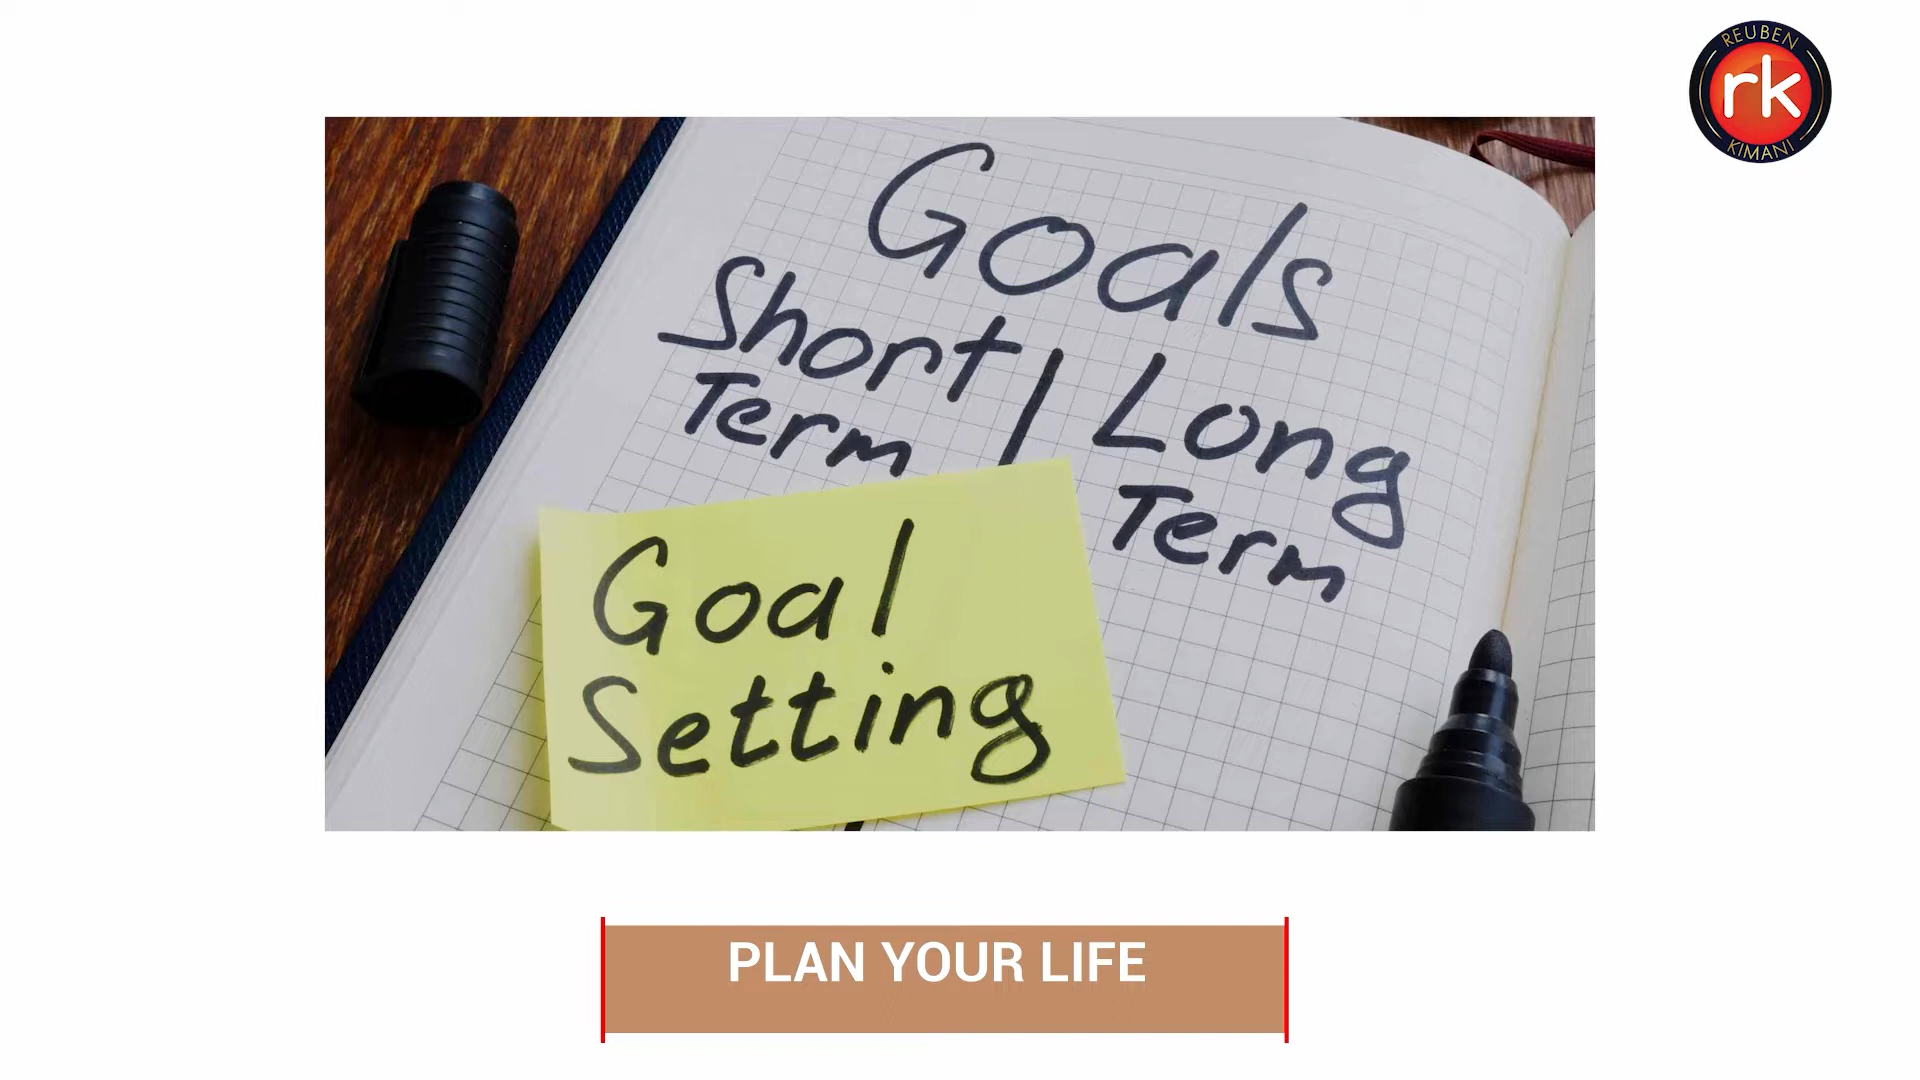 REUBEN
rk
KIMANI
Goals
Short / Long
Term Term
Goal
Setting
PLAN YOUR LIFE